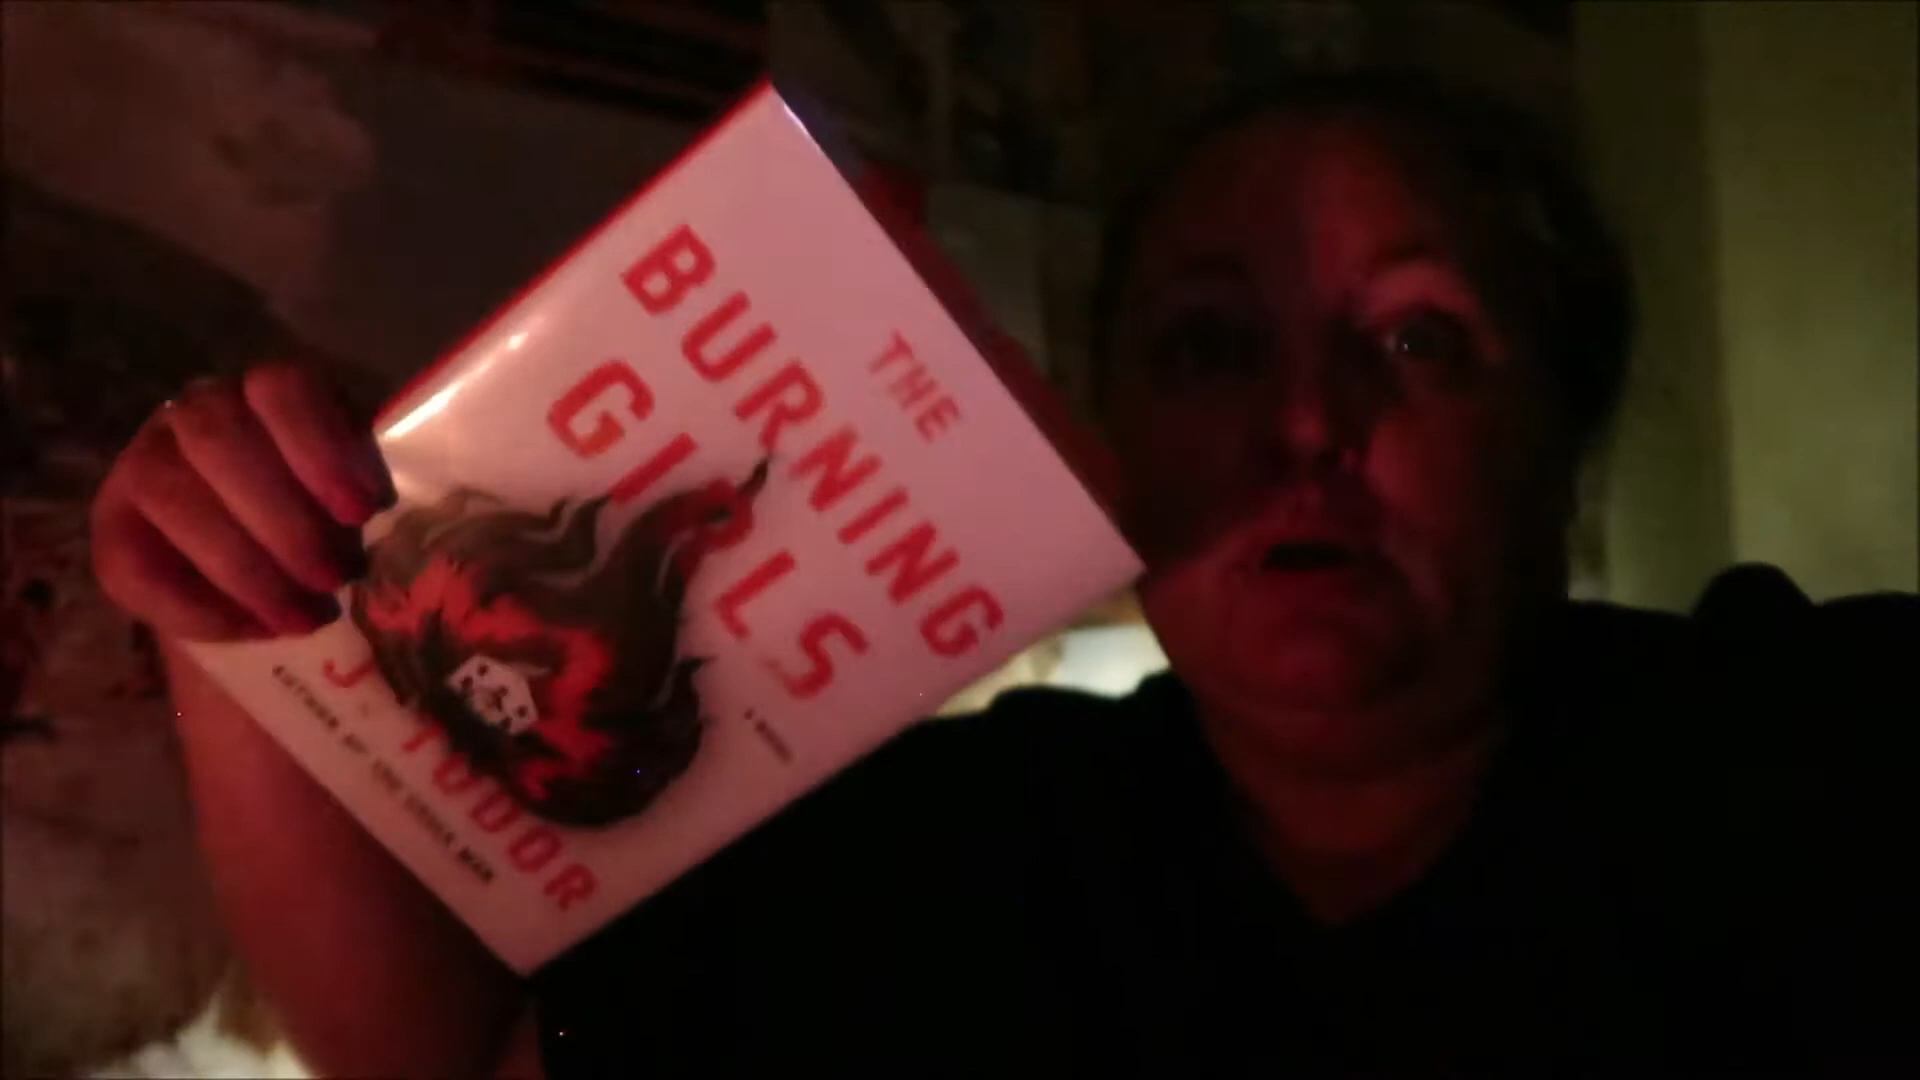 THE
BURNING
GIRLS
A NOVEL
J. TUDOR
AUTHOR OF THE CHALK MAN